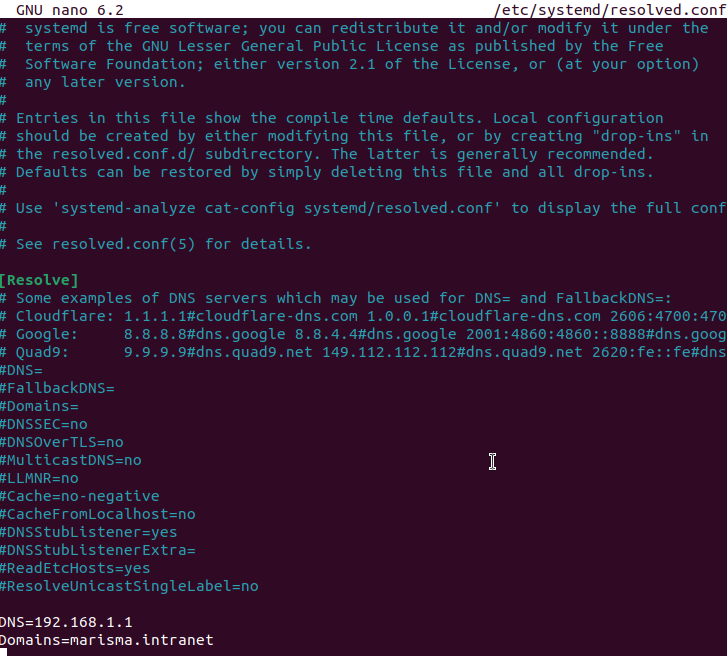 GNU nano 6.2 /etc/systemd/resolved.conf
#  systemd is free software; you can redistribute it and/or modify it under the
#  terms of the GNU Lesser General Public License as published by the Free
#  Software Foundation; either version 2.1 of the License, or (at your option)
#  any later version.
#
# Entries in this file show the compile time defaults. Local configuration
# should be created by either modifying this file, or by creating "drop-ins" in
# the resolved.conf.d/ subdirectory. The latter is generally recommended.
# Defaults can be restored by simply deleting this file and all drop-ins.
#
# Use 'systemd-analyze cat-config systemd/resolved.conf' to display the full conf
#
# See resolved.conf(5) for details.
[Resolve]
# Some examples of DNS servers which may be used for DNS= and FallbackDNS=:
# Cloudflare: 1.1.1.1#cloudflare-dns.com 1.0.0.1#cloudflare-dns.com 2606:4700:470
# Google:     8.8.8.8#dns.google 8.8.4.4#dns.google 2001:4860:4860::8888#dns.goog
# Quad9:      9.9.9.9#dns.quad9.net 149.112.112.112#dns.quad9.net 2620:fe::fe#dns
#DNS=
#FallbackDNS=
#Domains=
#DNSSEC=no
#DNSOverTLS=no
#MulticastDNS=no
#LLMNR=no
#Cache=no-negative
#CacheFromLocalhost=no
#DNSStubListener=yes
#DNSStubListenerExtra=
#ReadEtcHosts=yes
#ResolveUnicastSingleLabel=no
DNS=192.168.1.1
Domains=marisma.intranet